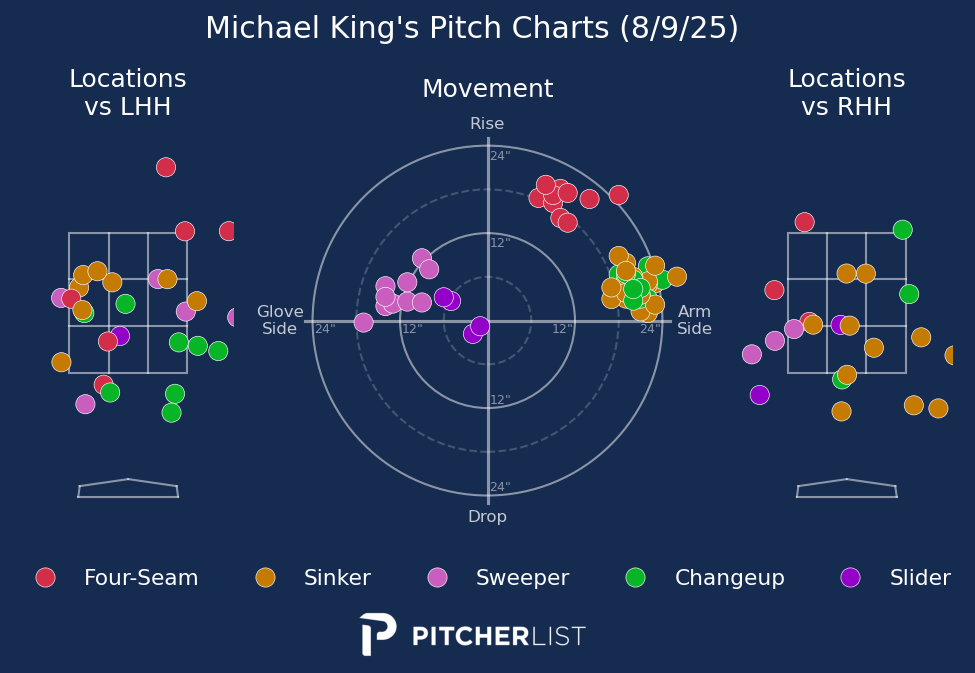 Michael King's Pitch Charts (8/9/25)
Locations
vs LHH
Movement
Locations
vs RHH
Rise
24"
12"
Glove
Side
24"
12"
12"
24"
Arm
Side
12"
24"
Drop
Four-Seam
Sinker
Sweeper
Changeup
Slider
PITCHERLIST